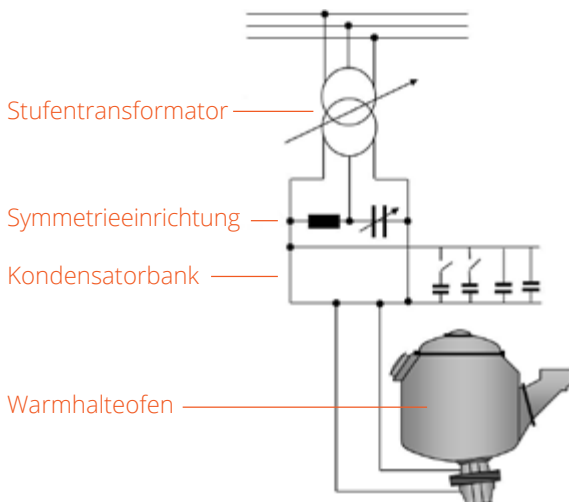 Stufentransformator
Symmetrieeinrichtung
Kondensatorbank
Warmhalteofen